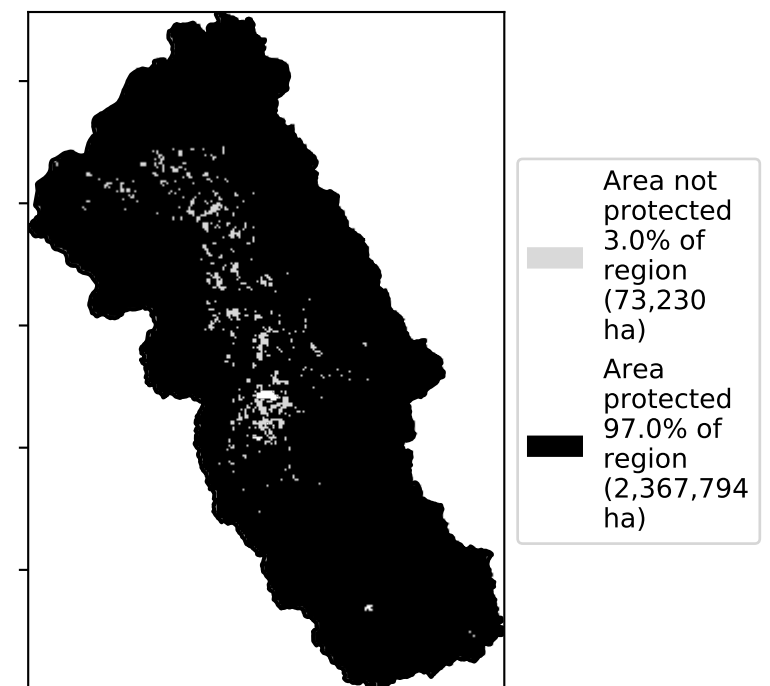 Area not
protected
3.0% of
region
(73,230
ha)
Area
protected
97.0% of
region
(2,367,794
ha)